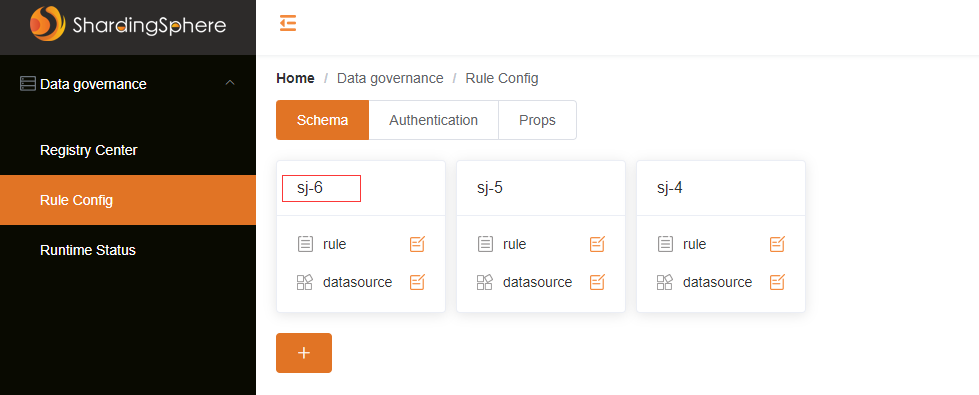 ShardingSphere
Data governance
Registry Center
Rule Config
Runtime Status
Home / Data governance / Rule Config
Schema Authentication Props
sj-6 sj-5 sj-4
rule rule rule
datasource datasource datasource
+